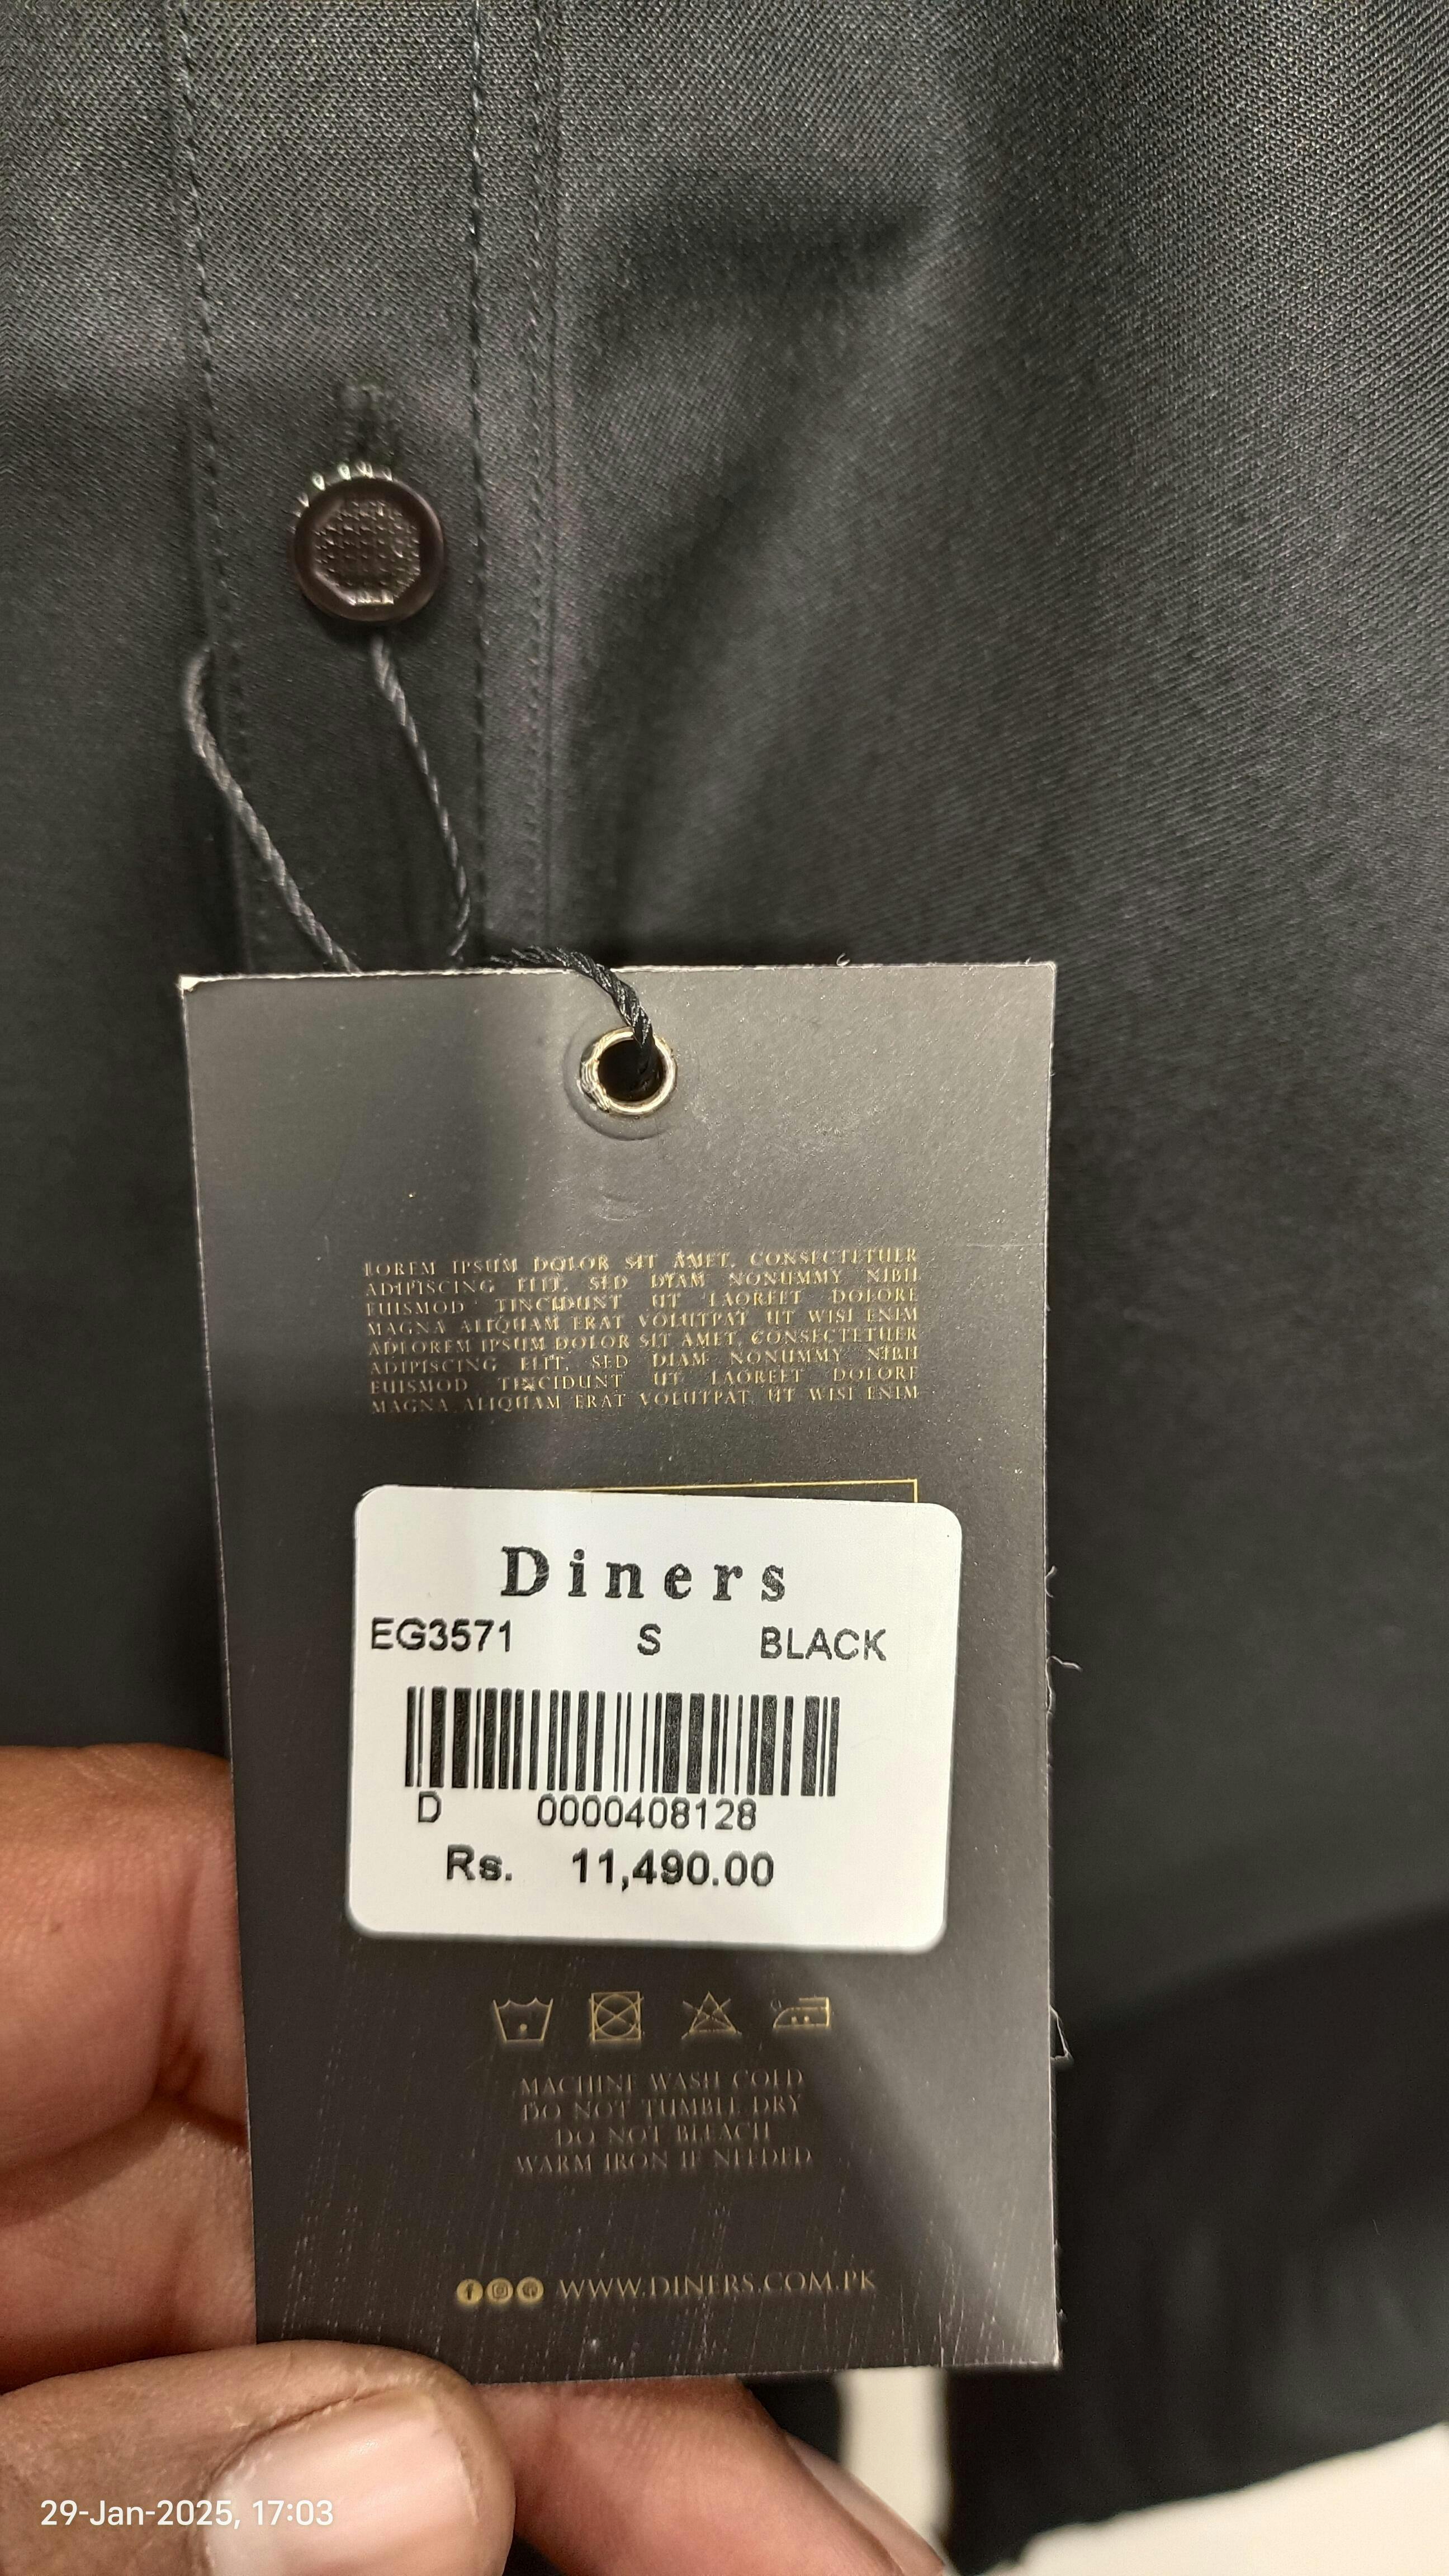 LOREM IPSUM DOLOR SIT AMET, CONSECTETUER
ADIPISCING ELIT, SED DIAM NONUMMY NIBH
EUISMOD TINCIDUNT UT LAOREET DOLORE
MAGNA ALIQUAM ERAT VOLUTPAT UT WISI ENIM
ADLOREM IPSUM DOLOR SIT AMET, CONSECTETUER
ADIPISCING ELIT, SED DIAM NONUMMY NIBH
EUISMOD TINCIDUNT UT LAOREET DOLORE
MAGNA ALIQUAM ERAT VOLUTPAT UT WISI ENIM
Diners
EG3571 S BLACK
D 0000408128
Rs. 11,490.00
MACHINE WASH COLD
DO NOT TUMBLE DRY
DO NOT BLEACH
WARM IRON IF NEEDED
WWW.DINERS.COM.PK
29-Jan-2025, 17:03